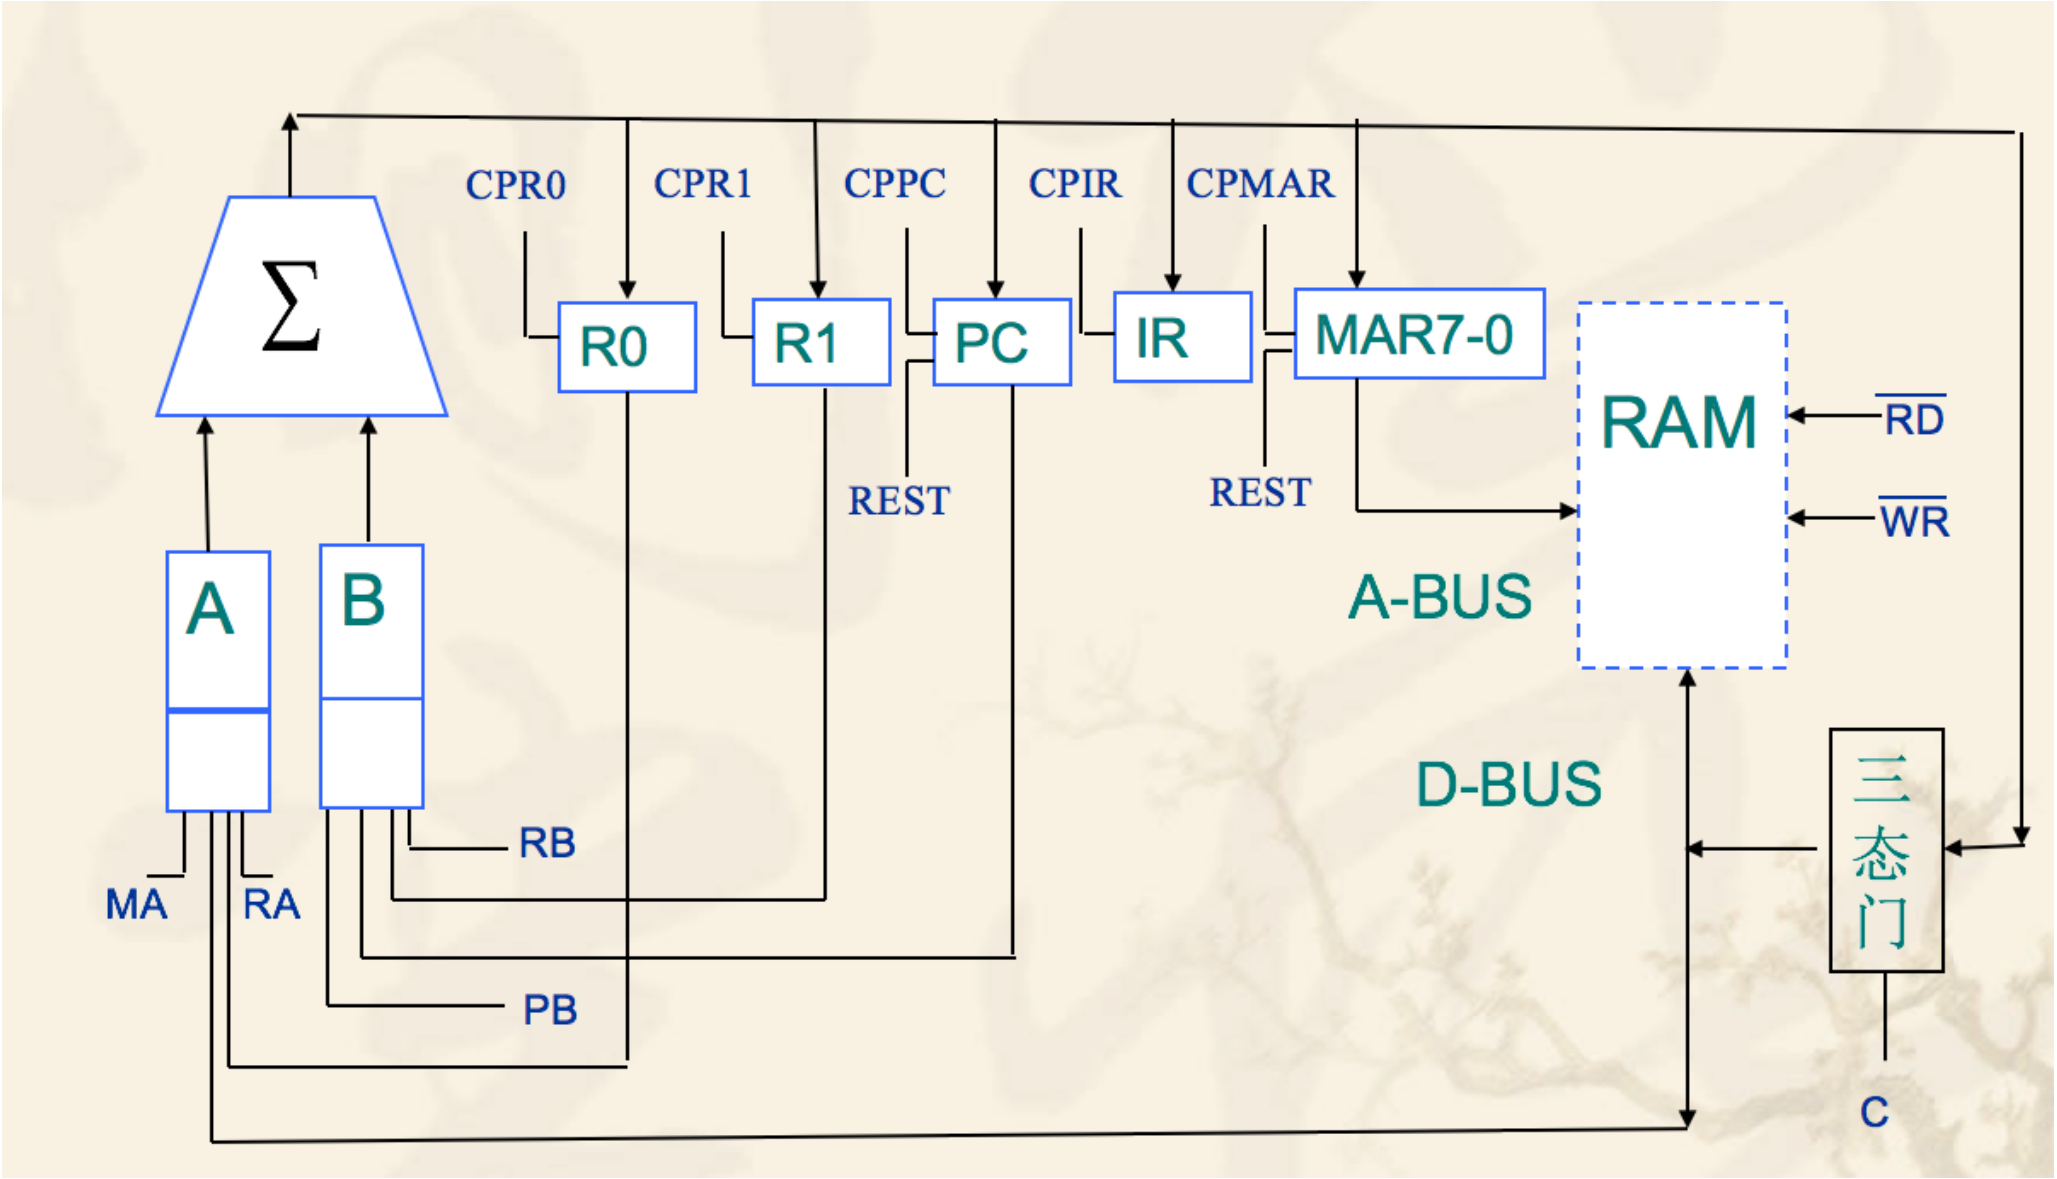 CPR0
CPR1
CPPC
CPIR
CPMAR
∑
R0
R1
PC
IR
MAR7-0
RAM
RD
REST
REST
WR
A
B
A-BUS
D-BUS
三
态
门
RB
MA
RA
PB
C